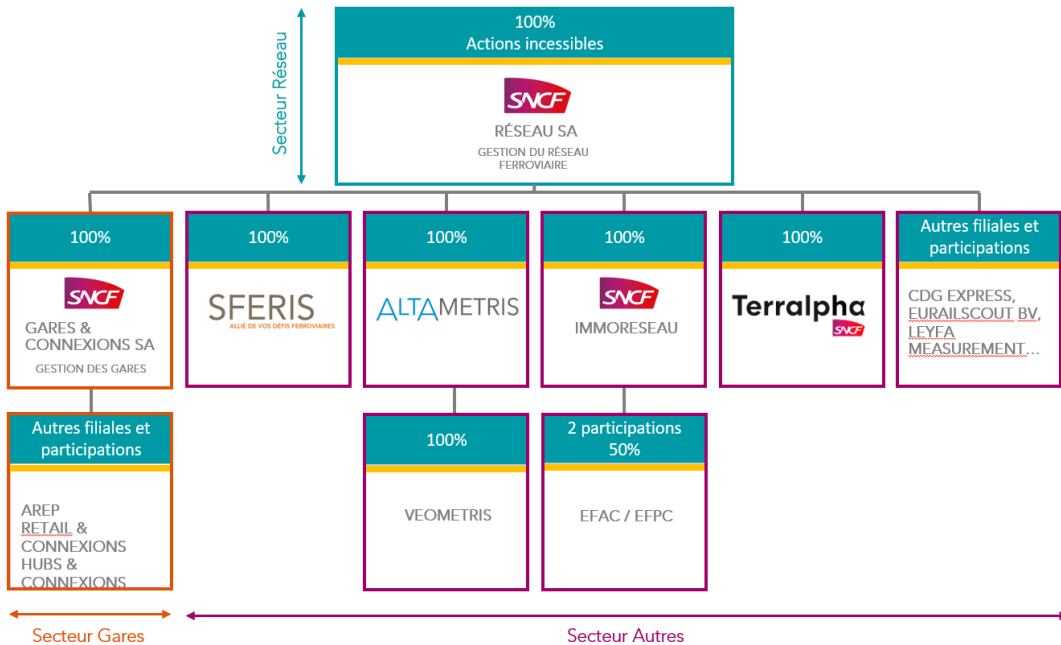 Secteur Réseau
100%
Actions incessibles
SNCF
RÉSEAU SA
GESTION DU RÉSEAU
FERROVIAIRE
100%
SNCF
GARES &
CONNEXIONS SA
GESTION DES GARES
100%
SFERIS
ALLIÉ DE VOS DÉFIS FERROVIAIRES
100%
ALTAMETRIS
100%
SNCF
IMMORESEAU
100%
Terralpha
SNCF
Autres filiales et
participations
CDG EXPRESS,
EURAILSCOUT BV,
LEYFA
MEASUREMENT...
Autres filiales et
participations
AREP
RETAIL &
CONNEXIONS
HUBS &
CONNEXIONS
100%
VEOMETRIS
2 participations
50%
EFAC / EFPC
Secteur Gares
Secteur Autres